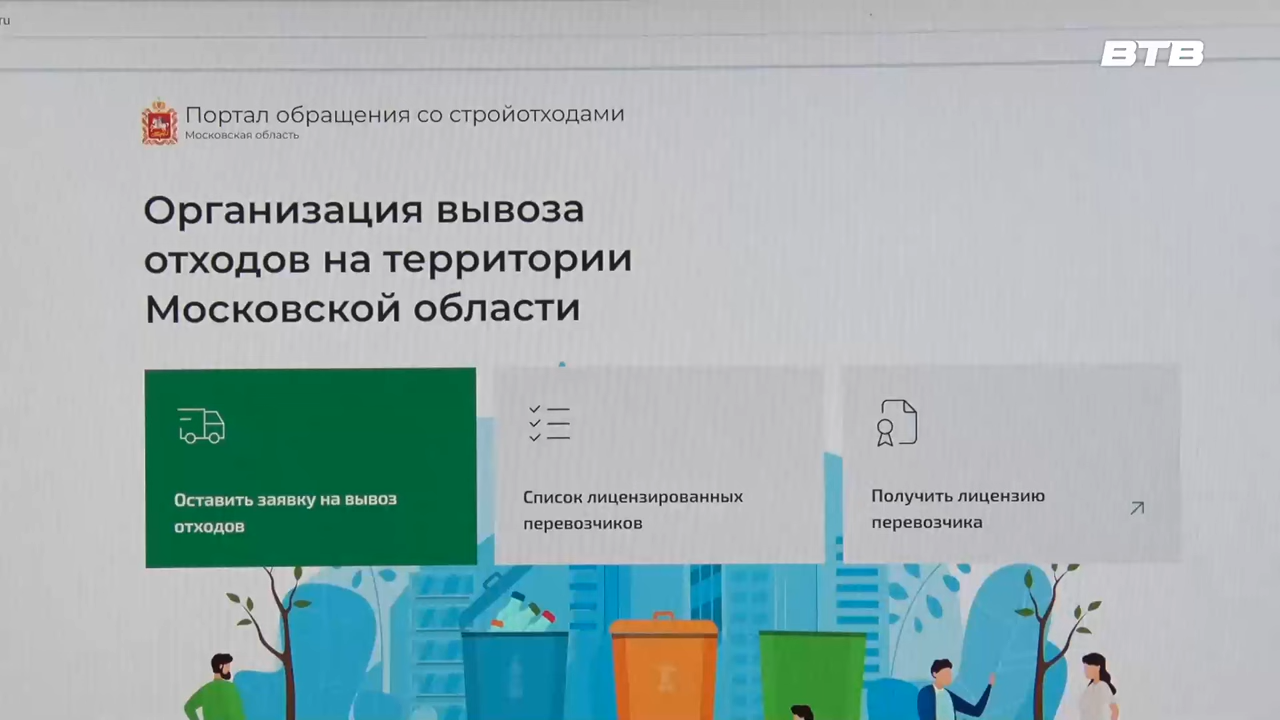 ru
ВТВ
Портал обращения со стройотходами
Московская область
Организация вывоза
отходов на территории
Московской области
Оставить заявку на вывоз
отходов
Список лицензированных
перевозчиков
Получить лицензию
перевозчика